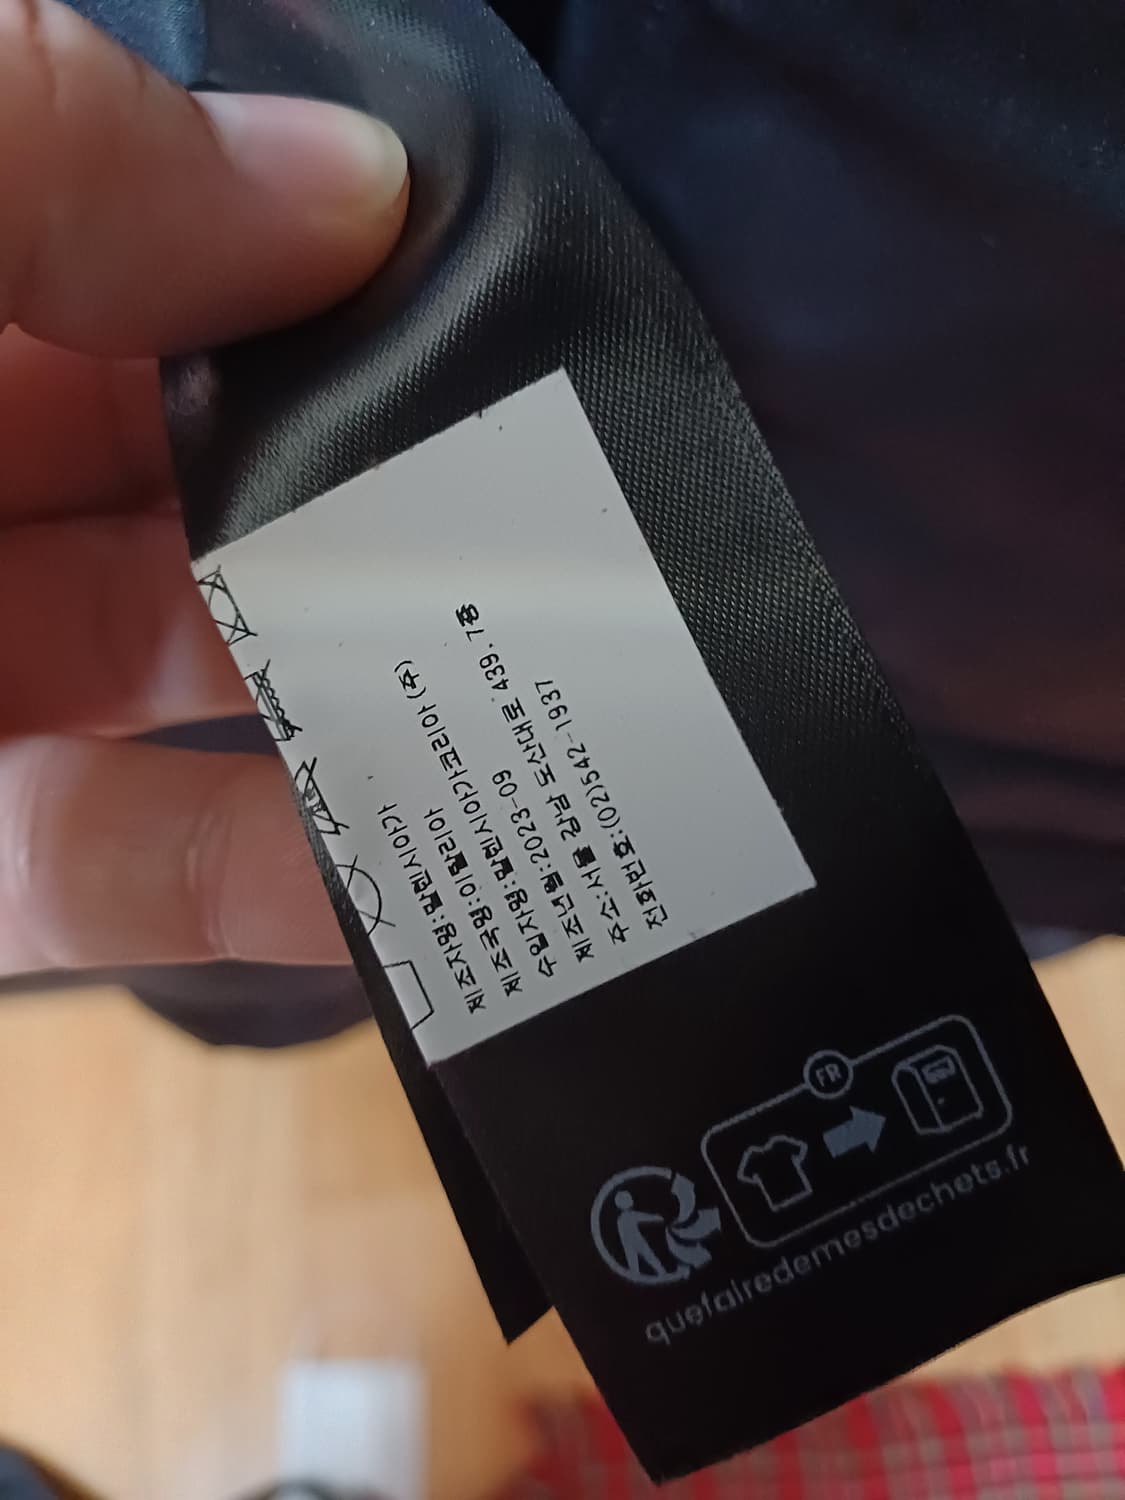 제조자명:발렌시아가
제조국명:이탈리아
수입자명:발렌시아가코리아(주)
제조년월:2023-09
주소:서울 강남 도산대로 439.7층
전화번호:(02)542-1937
FR
quefairedemesdechets.fr